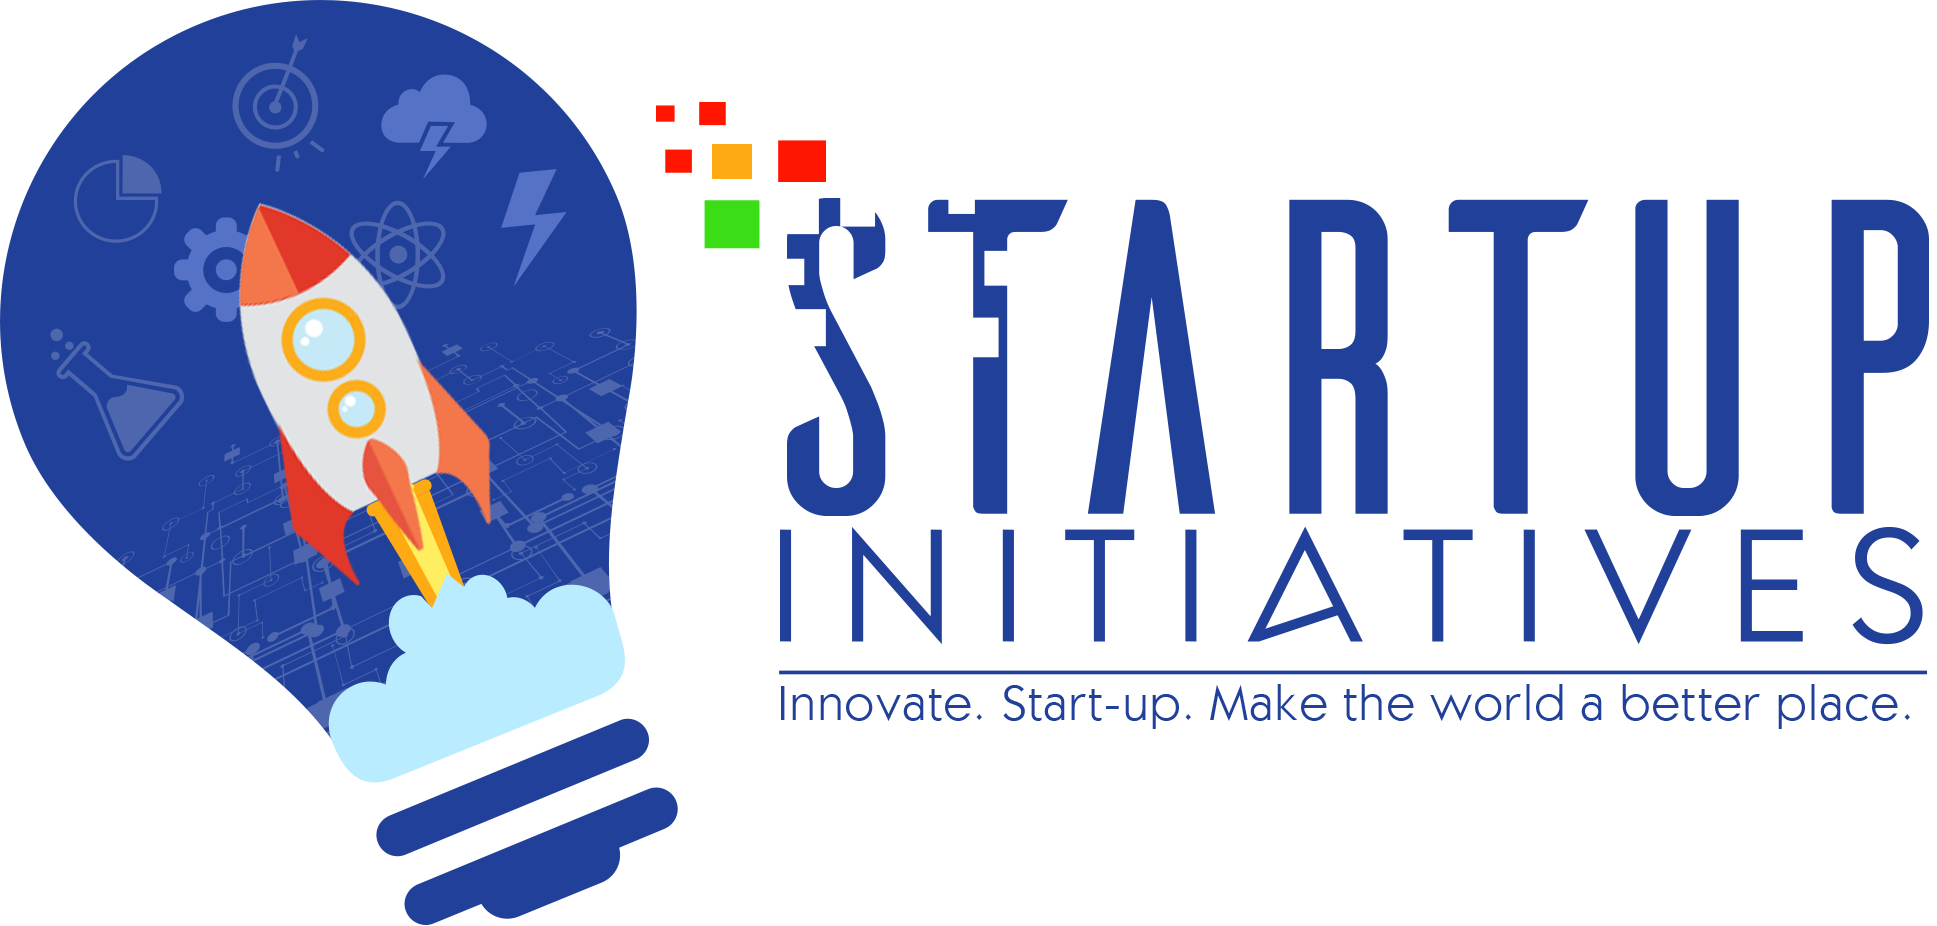 STARTUP
INITIATIVES
Innovate. Start-up. Make the world a better place.